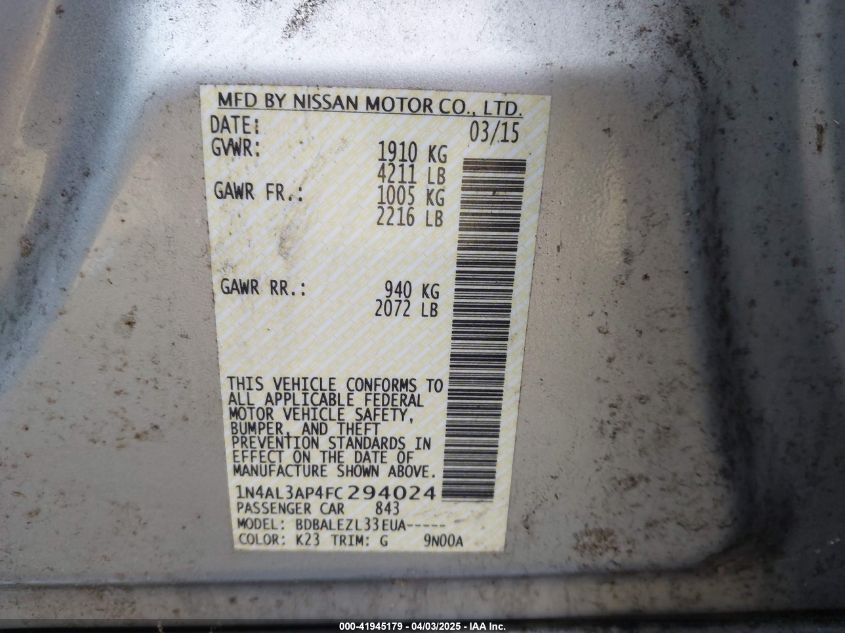 MFD BY NISSAN MOTOR CO., LTD.
DATE: 03/15
GVWR: 1910 KG
4211 LB
GAWR FR.: 1005 KG
2216 LB
GAWR RR.: 940 KG
2072 LB
THIS VEHICLE CONFORMS TO
ALL APPLICABLE FEDERAL
MOTOR VEHICLE SAFETY,
BUMPER, AND THEFT
PREVENTION STANDARDS IN
EFFECT ON THE DATE OF
MANUFACTURE SHOWN ABOVE.
1N4AL3AP4FC294024
PASSENGER CAR 843
MODEL: BDBALEZL33EUA-----
COLOR: K23 TRIM: G 9N00A
000-41945179 - 04/03/2025 - IAA Inc.